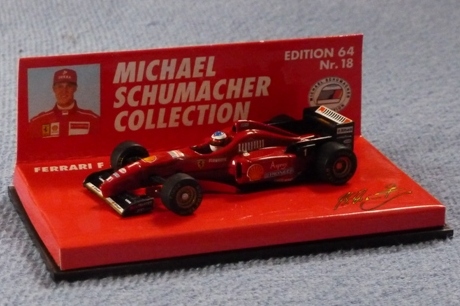 MICHAEL
SCHUMACHER
COLLECTION
EDITION 64
Nr. 18
FERRARI F